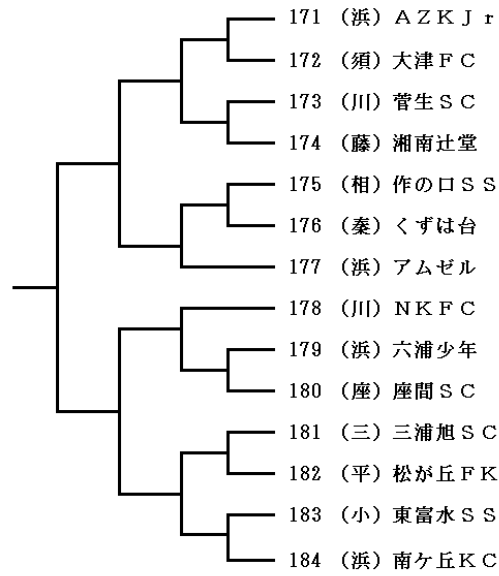 171 （浜）ＡＺＫＪｒ
172 （須）大津ＦＣ
173 （川）菅生ＳＣ
174 （藤）湘南辻堂
175 （相）作の口ＳＳ
176 （秦）くずは台
177 （浜）アムゼル
178 （川）ＮＫＦＣ
179 （浜）六浦少年
180 （座）座間ＳＣ
181 （三）三浦旭ＳＣ
182 （平）松が丘ＦＫ
183 （小）東富水ＳＳ
184 （浜）南ケ丘ＫＣ